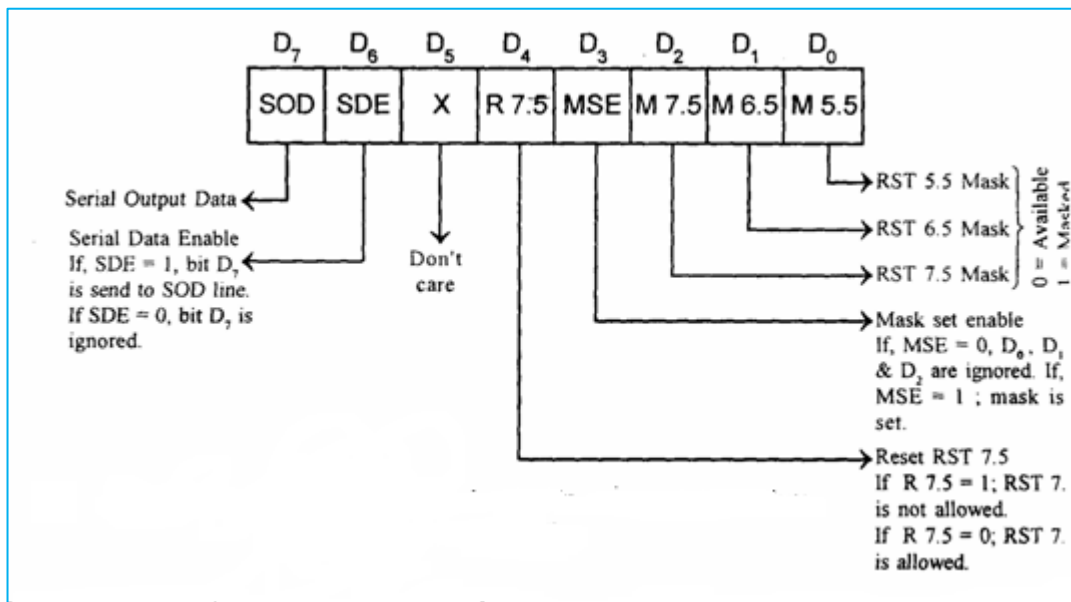 D7 D6 D5 D4 D3 D2 D1 D0
SOD SDE X R 7.5 MSE M 7.5 M 6.5 M 5.5
Serial Output Data
Serial Data Enable
If, SDE = 1, bit D7
is send to SOD line.
If SDE = 0, bit D7 is
ignored.
Don't
care
RST 5.5 Mask
RST 6.5 Mask
RST 7.5 Mask
0 = Available
1 = Masked
Mask set enable
If, MSE = 0, D0, D1
& D2 are ignored. If,
MSE = 1 ; mask is
set.
Reset RST 7.5
If R 7.5 = 1; RST 7.
is not allowed.
If R 7.5 = 0; RST 7.
is allowed.